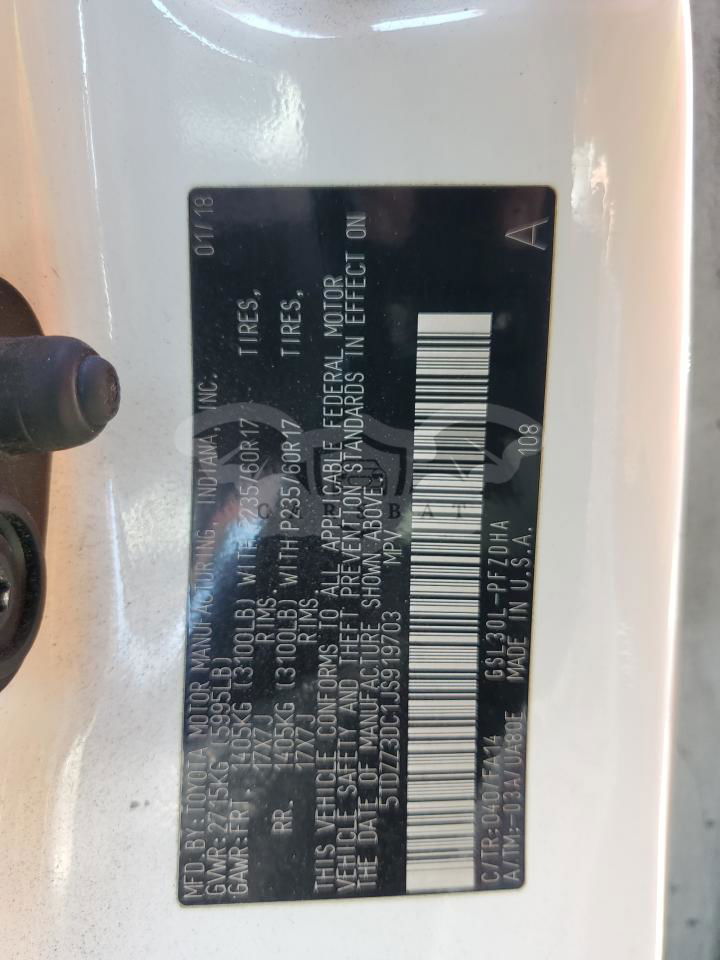 MFD.BY:TOYOTA MOTOR MANUFACTURING INDIANA, INC. 01/18
GVWR:2715KG (5995LB)
GAWR:FRT. 1405KG (3100LB) WITH P235/60R17 TIRES,
17X7J RIMS.
RR. 1405KG (3100LB) WITH P235/60R17 TIRES,
17X7J RIMS.
THIS VEHICLE CONFORMS TO ALL APPLICABLE FEDERAL MOTOR
VEHICLE SAFETY AND THEFT PREVENTION STANDARDS IN EFFECT ON
THE DATE OF MANUFACTURE SHOWN ABOVE.
5TDZZ3DC1JS919703 MPV
108
C/TR:040/FA14 GSL30L-PFZDHA
A/TM:-03A/UA80E MADE IN U.S.A. A